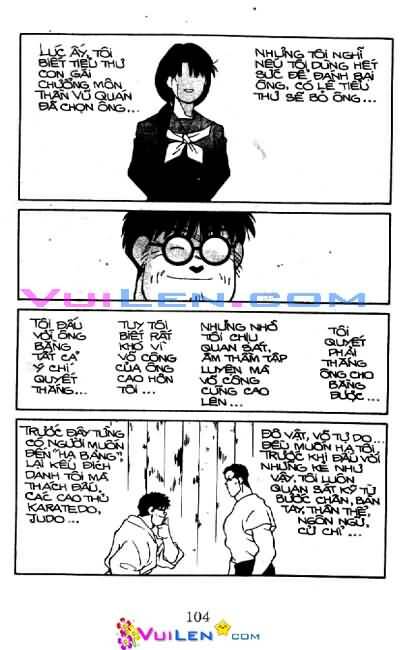 LÚC ẤY, TÔI
BIẾT TIỂU THƯ
CON GÁI
CHƯỞNG MÔN
THẦN VŨ QUAN
ĐÃ CHỌN ÔNG...
NHƯNG TÔI NGHĨ
NẾU TÔI DÙNG HẾT
SỨC ĐỂ ĐÁNH BẠI
ÔNG, CÓ LẼ TIỂU
THƯ SẼ BỎ ÔNG...
VUILEN.COM
TÔI ĐẤU
VỚI ÔNG
BẰNG
TẤT CẢ
Ý CHÍ
QUYẾT
THẮNG...
TUY TÔI
BIẾT RẤT
KHÓ VÌ
VÕ CÔNG
CỦA ÔNG
CAO HƠN
TÔI...
NHƯNG NHỜ
TÔI CHỊU
QUAN SÁT,
ÂM THẦM TẬP
LUYỆN MÀ
VÕ CÔNG
CŨNG CAO
LÊN...
TÔI
QUYẾT
PHẢI
THẮNG
ÔNG CHO
BẰNG
ĐƯỢC...
TRƯỚC ĐÂY TỪNG
CÓ NGƯỜI MUỐN
ĐẾN "HẠ BẢNG",
LẠI KÊU ĐÍCH
DANH TÔI MÀ
THÁCH ĐẤU,
CÁC CAO THỦ
KARATEDO,
JUDO...
ĐÔ VẬT, VÕ TỰ DO...
ĐỀU MUỐN HẠ TÔI.
TRƯỚC KHI ĐẤU VỚI
NHỮNG KẺ NHƯ
VẬY, TÔI LUÔN
QUAN SÁT KỸ TỪ
BƯỚC CHÂN, BÀN
TAY, THÂN THỂ,
NGÔN NGỮ,
CỬ CHỈ...
104
VUILEN.COM